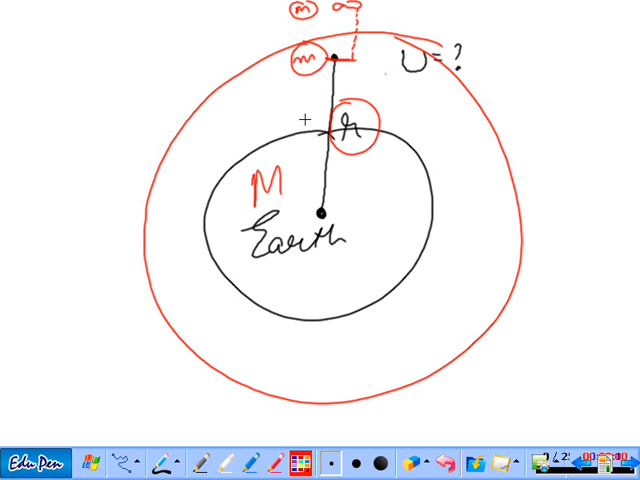 m ∞
m U = ?
r
M
Earth
Edu Pen